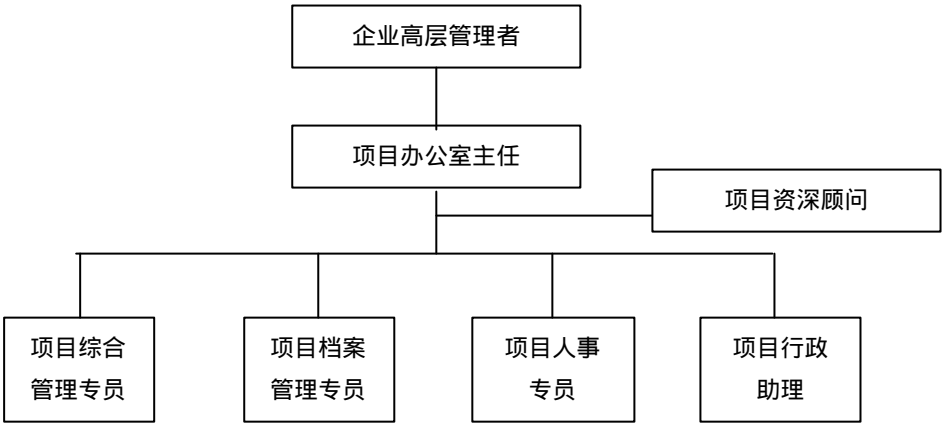 企业高层管理者
项目办公室主任
项目资深顾问
项目综合
管理专员
项目档案
管理专员
项目人事
专员
项目行政
助理